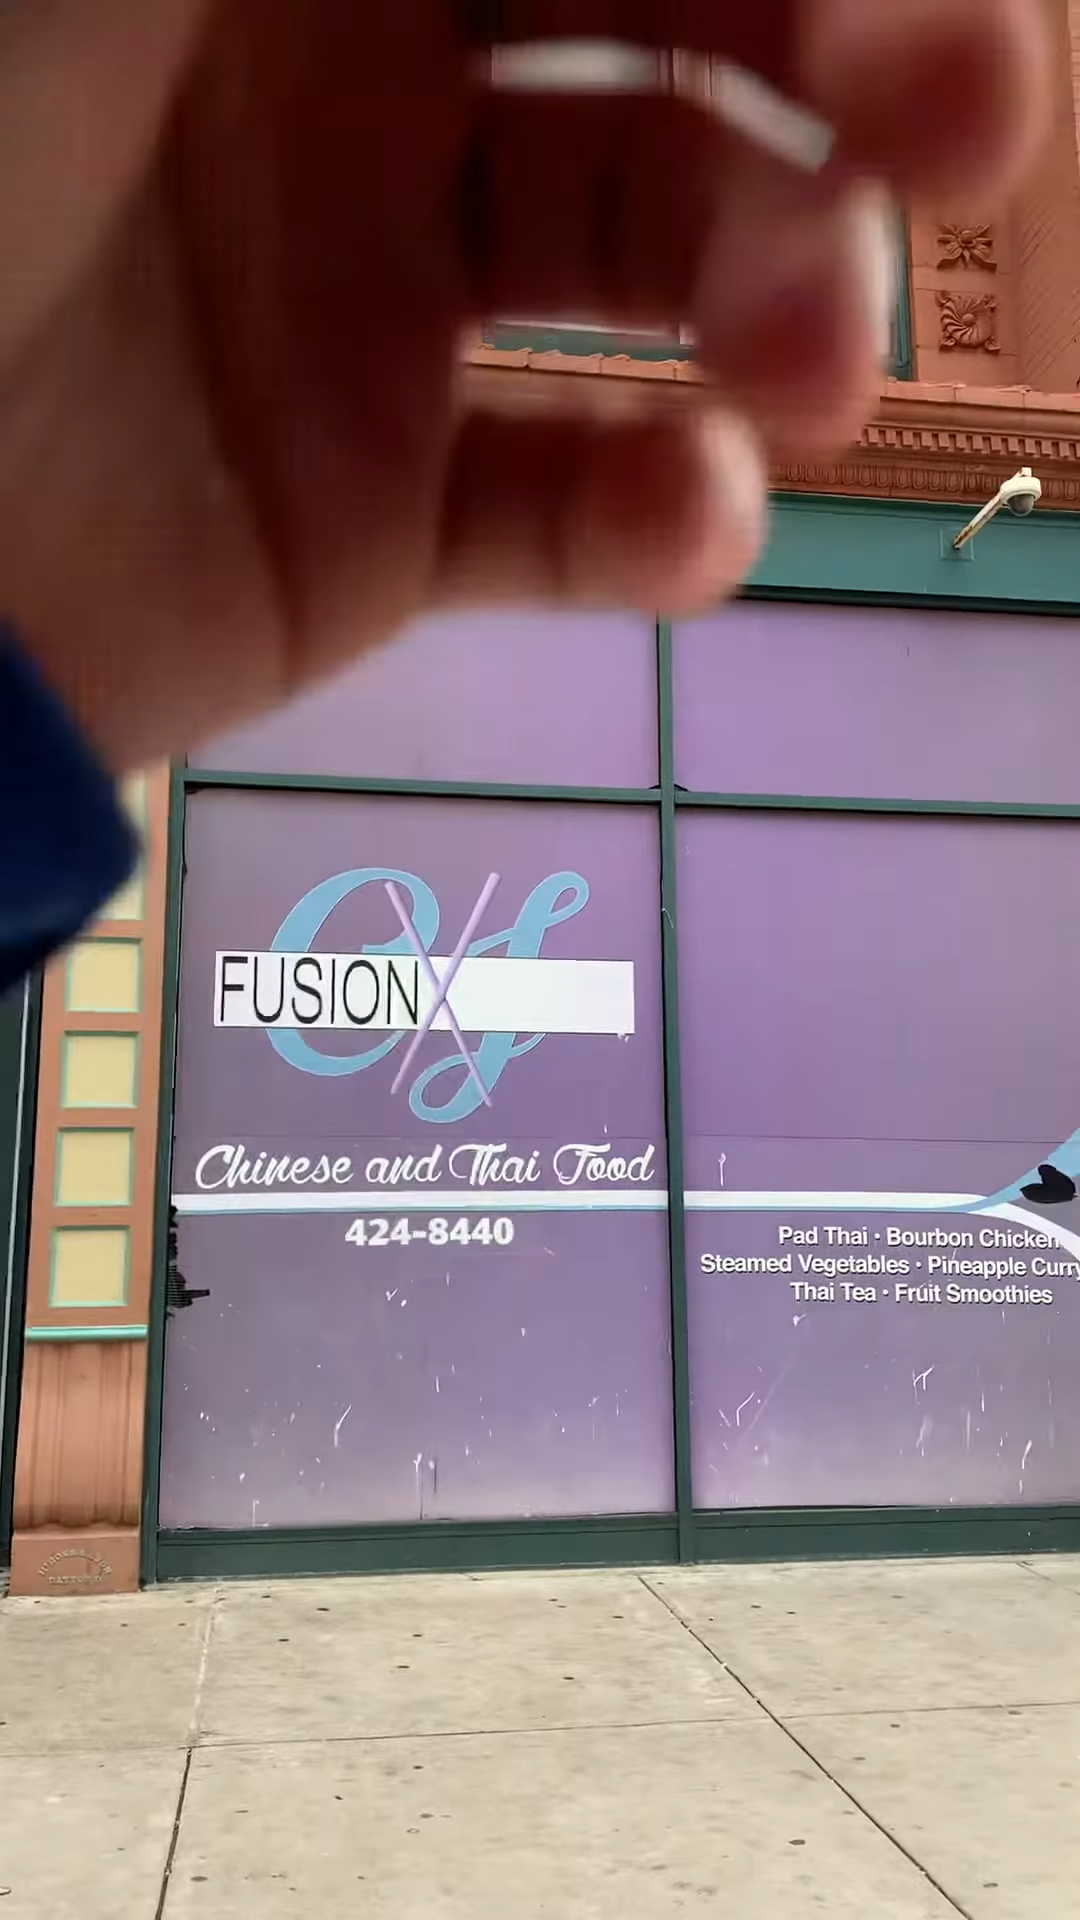 CS
FUSION
Chinese and Thai Food
424-8440
Pad Thai • Bourbon Chicken
Steamed Vegetables • Pineapple Curry
Thai Tea • Fruit Smoothies